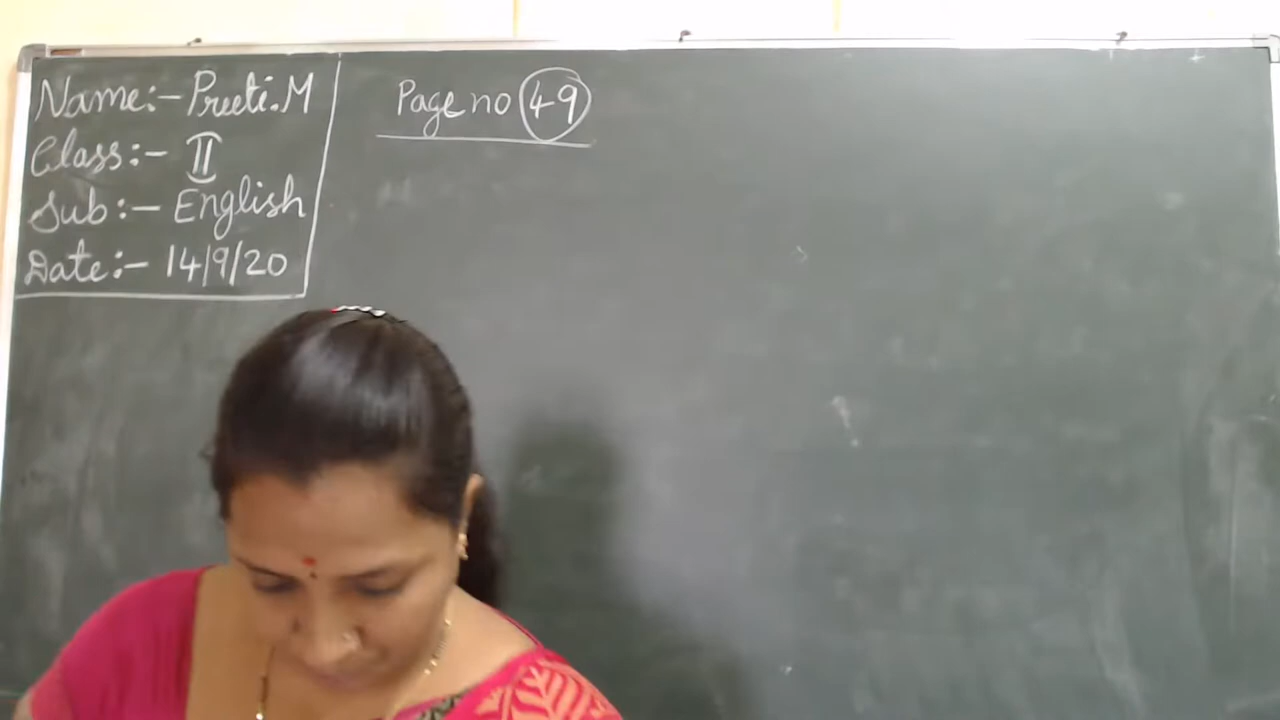 Name:- Preeti.M
Class:- II
Sub:- English
Date:- 14/9/20
Page no 49